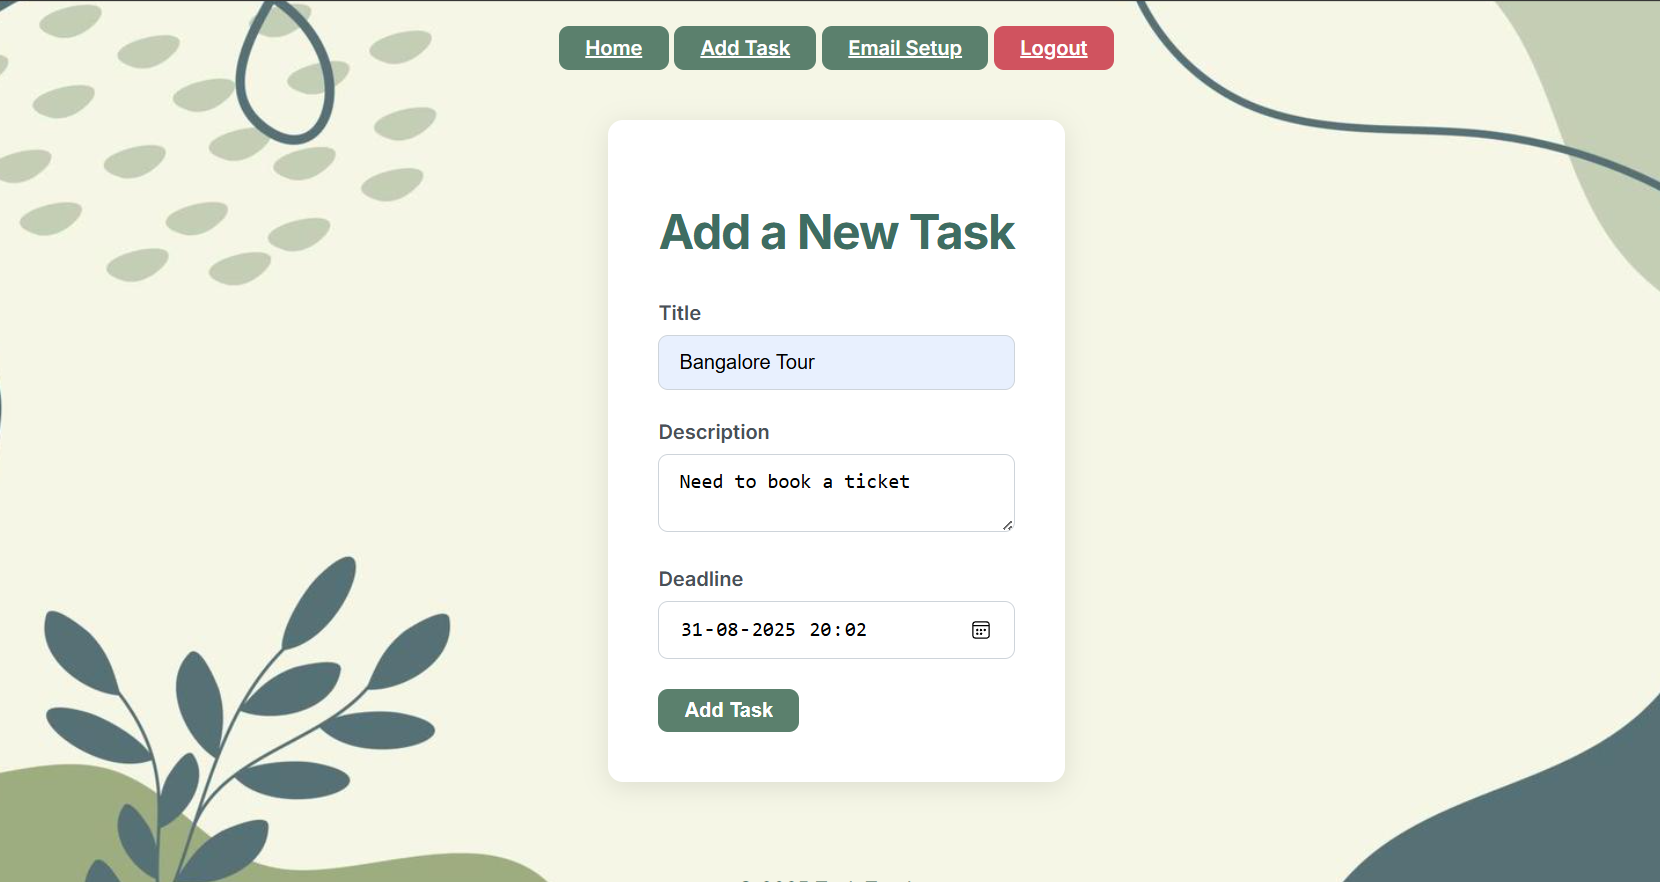 Home Add Task Email Setup Logout
Add a New Task
Title
Bangalore Tour
Description
Need to book a ticket
Deadline
31-08-2025 20:02
Add Task